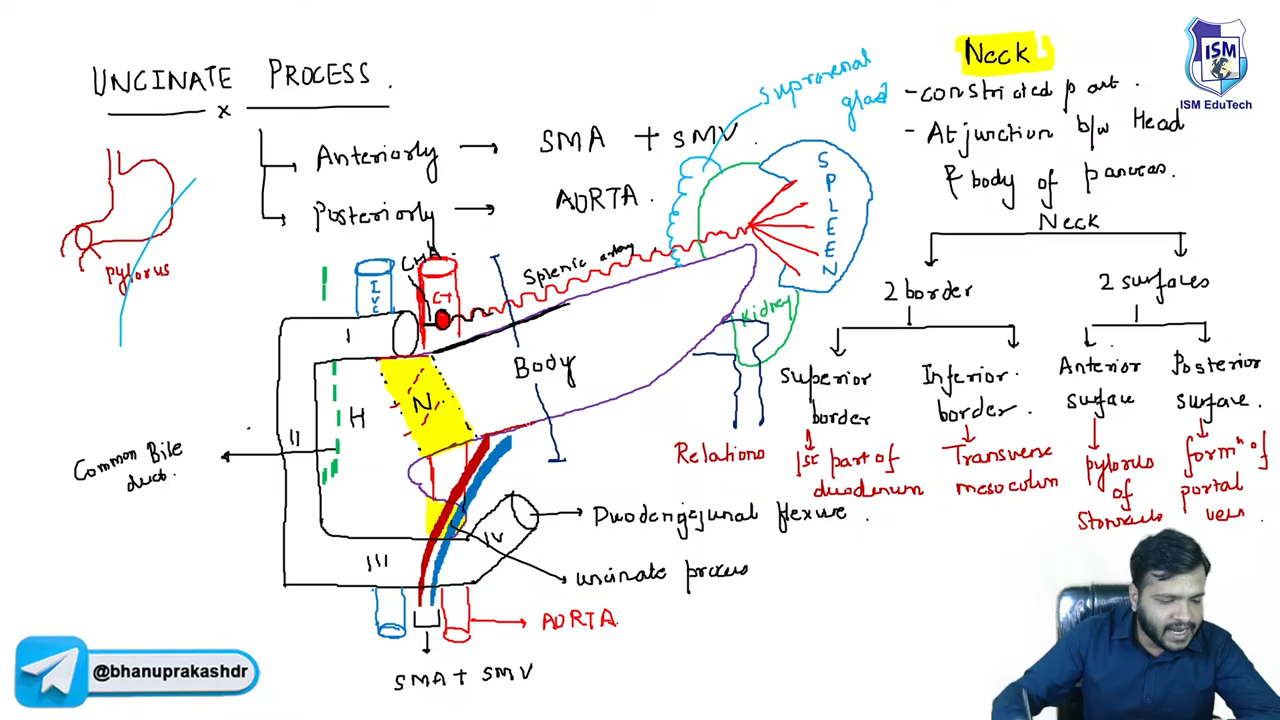 UNCINATE PROCESS.
x
Anteriorly → SMA + SMV.
Posteriorly → AORTA.
pylorus
CHA.
Splenic artery
Suprarenal
gland
SPLEEN
Kidney
IVC
CT
I
II
III
IV
H
N
Body
Common Bile
duct.
Duodenojejunal flexure.
uncinate process
AORTA
SMA + SMV
Neck
- constricted part.
- At junction b/w Head
& body of pancreas.
Neck
2 border
2 surfaces
Superior
border
Inferior
border.
Anterior
surface
Posterior
surface.
Relations
1st part of
duodenum
Transverse
mesocolon
pylorus
of
Stomach
formn of
portal
vein
ISM
ISM EduTech
@bhanuprakashdr